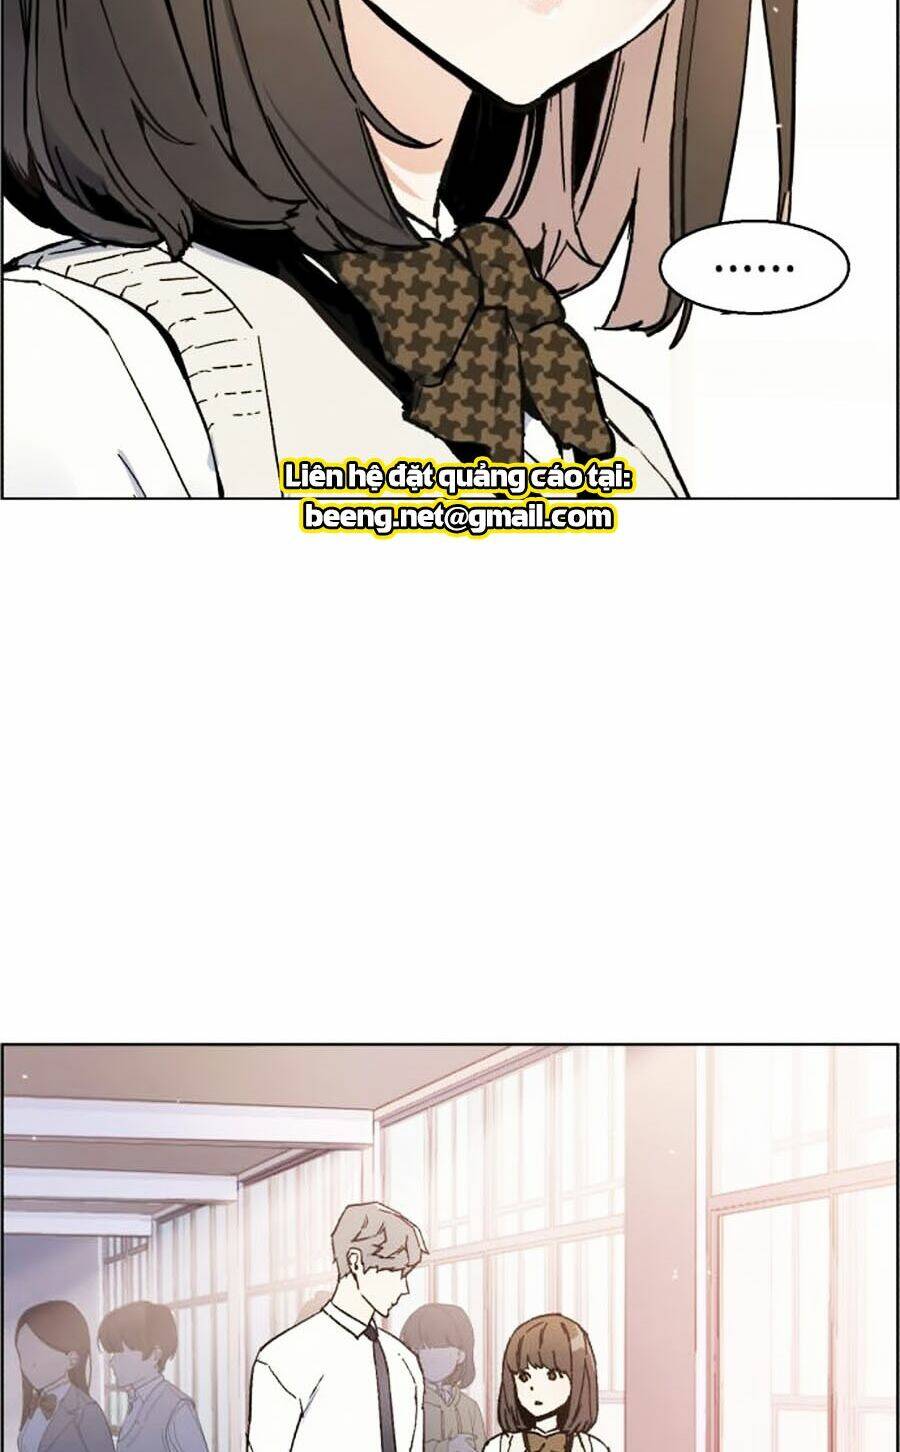 ......
Liên hệ đặt quảng cáo tại:
beeng.net@gmail.com